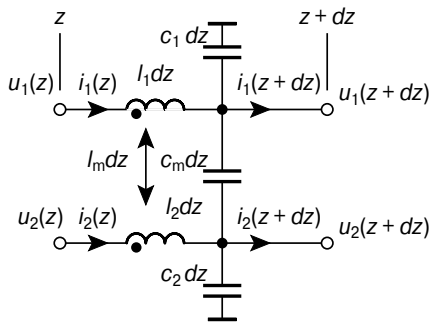 z
z + dz
c₁ dz
u₁(z)
i₁(z)
l₁dz
i₁(z + dz)
u₁(z + dz)
lₘdz
cₘdz
u₂(z)
i₂(z)
l₂dz
i₂(z + dz)
u₂(z + dz)
c₂ dz